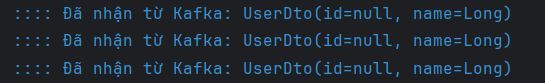 :::: Đã nhận từ Kafka: UserDto(id=null, name=Long)
:::: Đã nhận từ Kafka: UserDto(id=null, name=Long)
:::: Đã nhận từ Kafka: UserDto(id=null, name=Long)